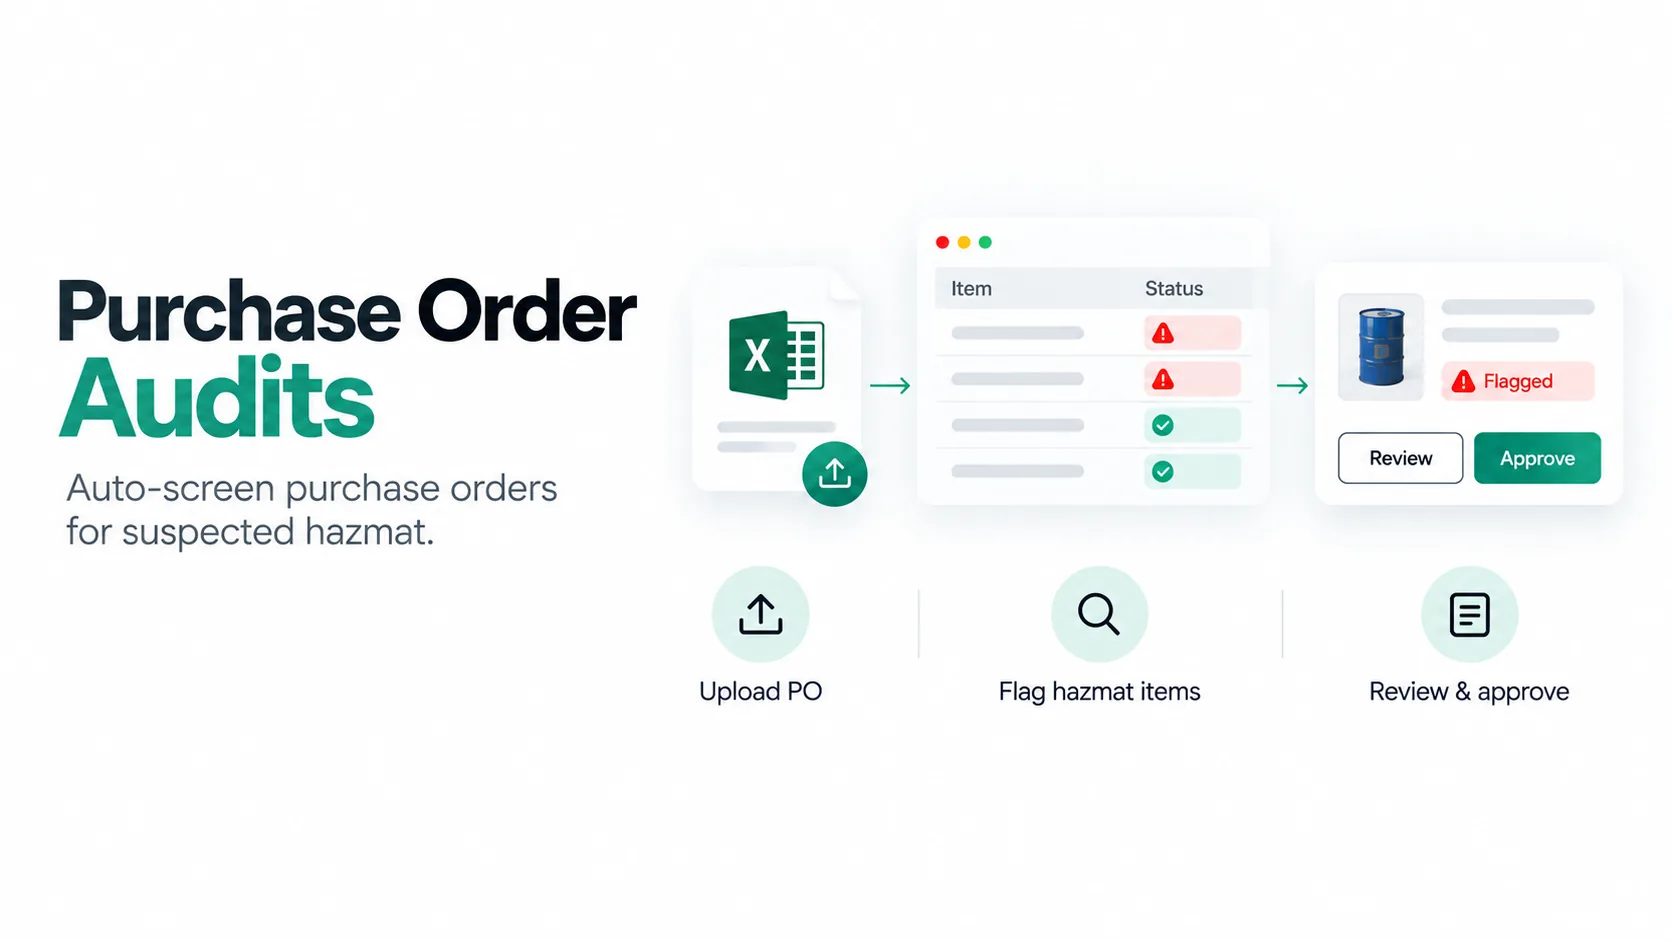 Purchase Order
Audits
Auto-screen purchase orders
for suspected hazmat.
X
Item Status
Flagged
Review Approve
Upload PO
Flag hazmat items
Review & approve